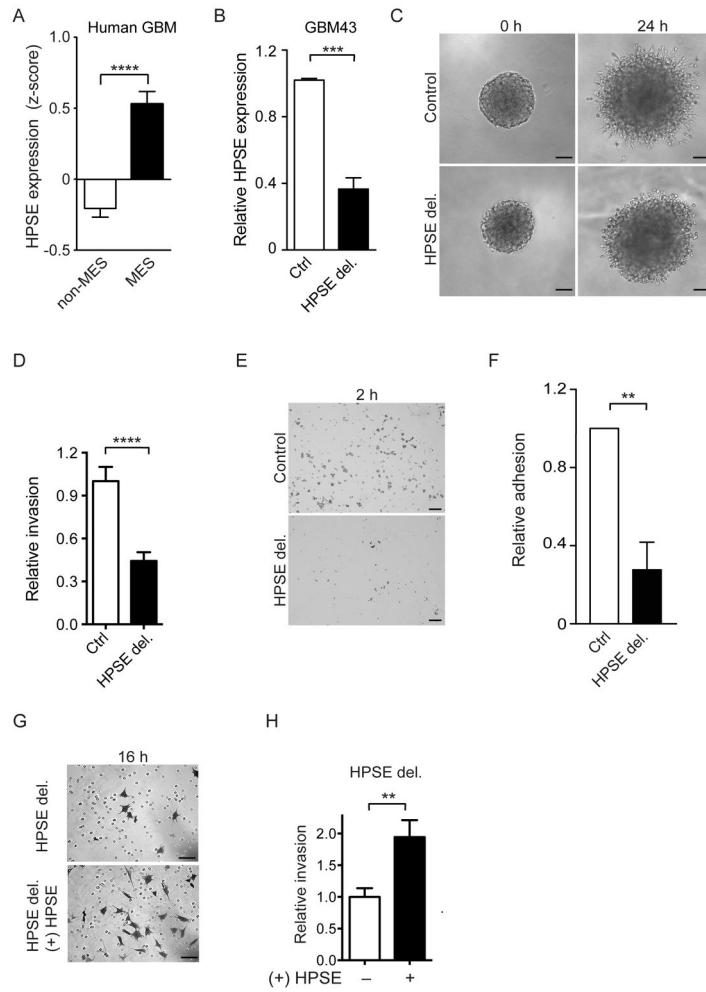 A
Human GBM
****
HPSE expression (z-score)
1.0
0.5
0
-0.5
non-MES
MES
B
GBM43
***
Relative HPSE expression
1.2
0.8
0.4
0
Ctrl
HPSE del.
C
0 h
24 h
Control
HPSE del.
D
****
Relative invasion
1.2
0.9
0.6
0.3
0.0
Ctrl
HPSE del.
E
2 h
Control
HPSE del.
F
**
Relative adhesion
1.2
0.8
0.4
0
Ctrl
HPSE del.
G
16 h
HPSE del.
HPSE del.
(+) HPSE
H
HPSE del.
**
Relative invasion
2.0
1.5
1.0
0.5
0.0
(+) HPSE – +